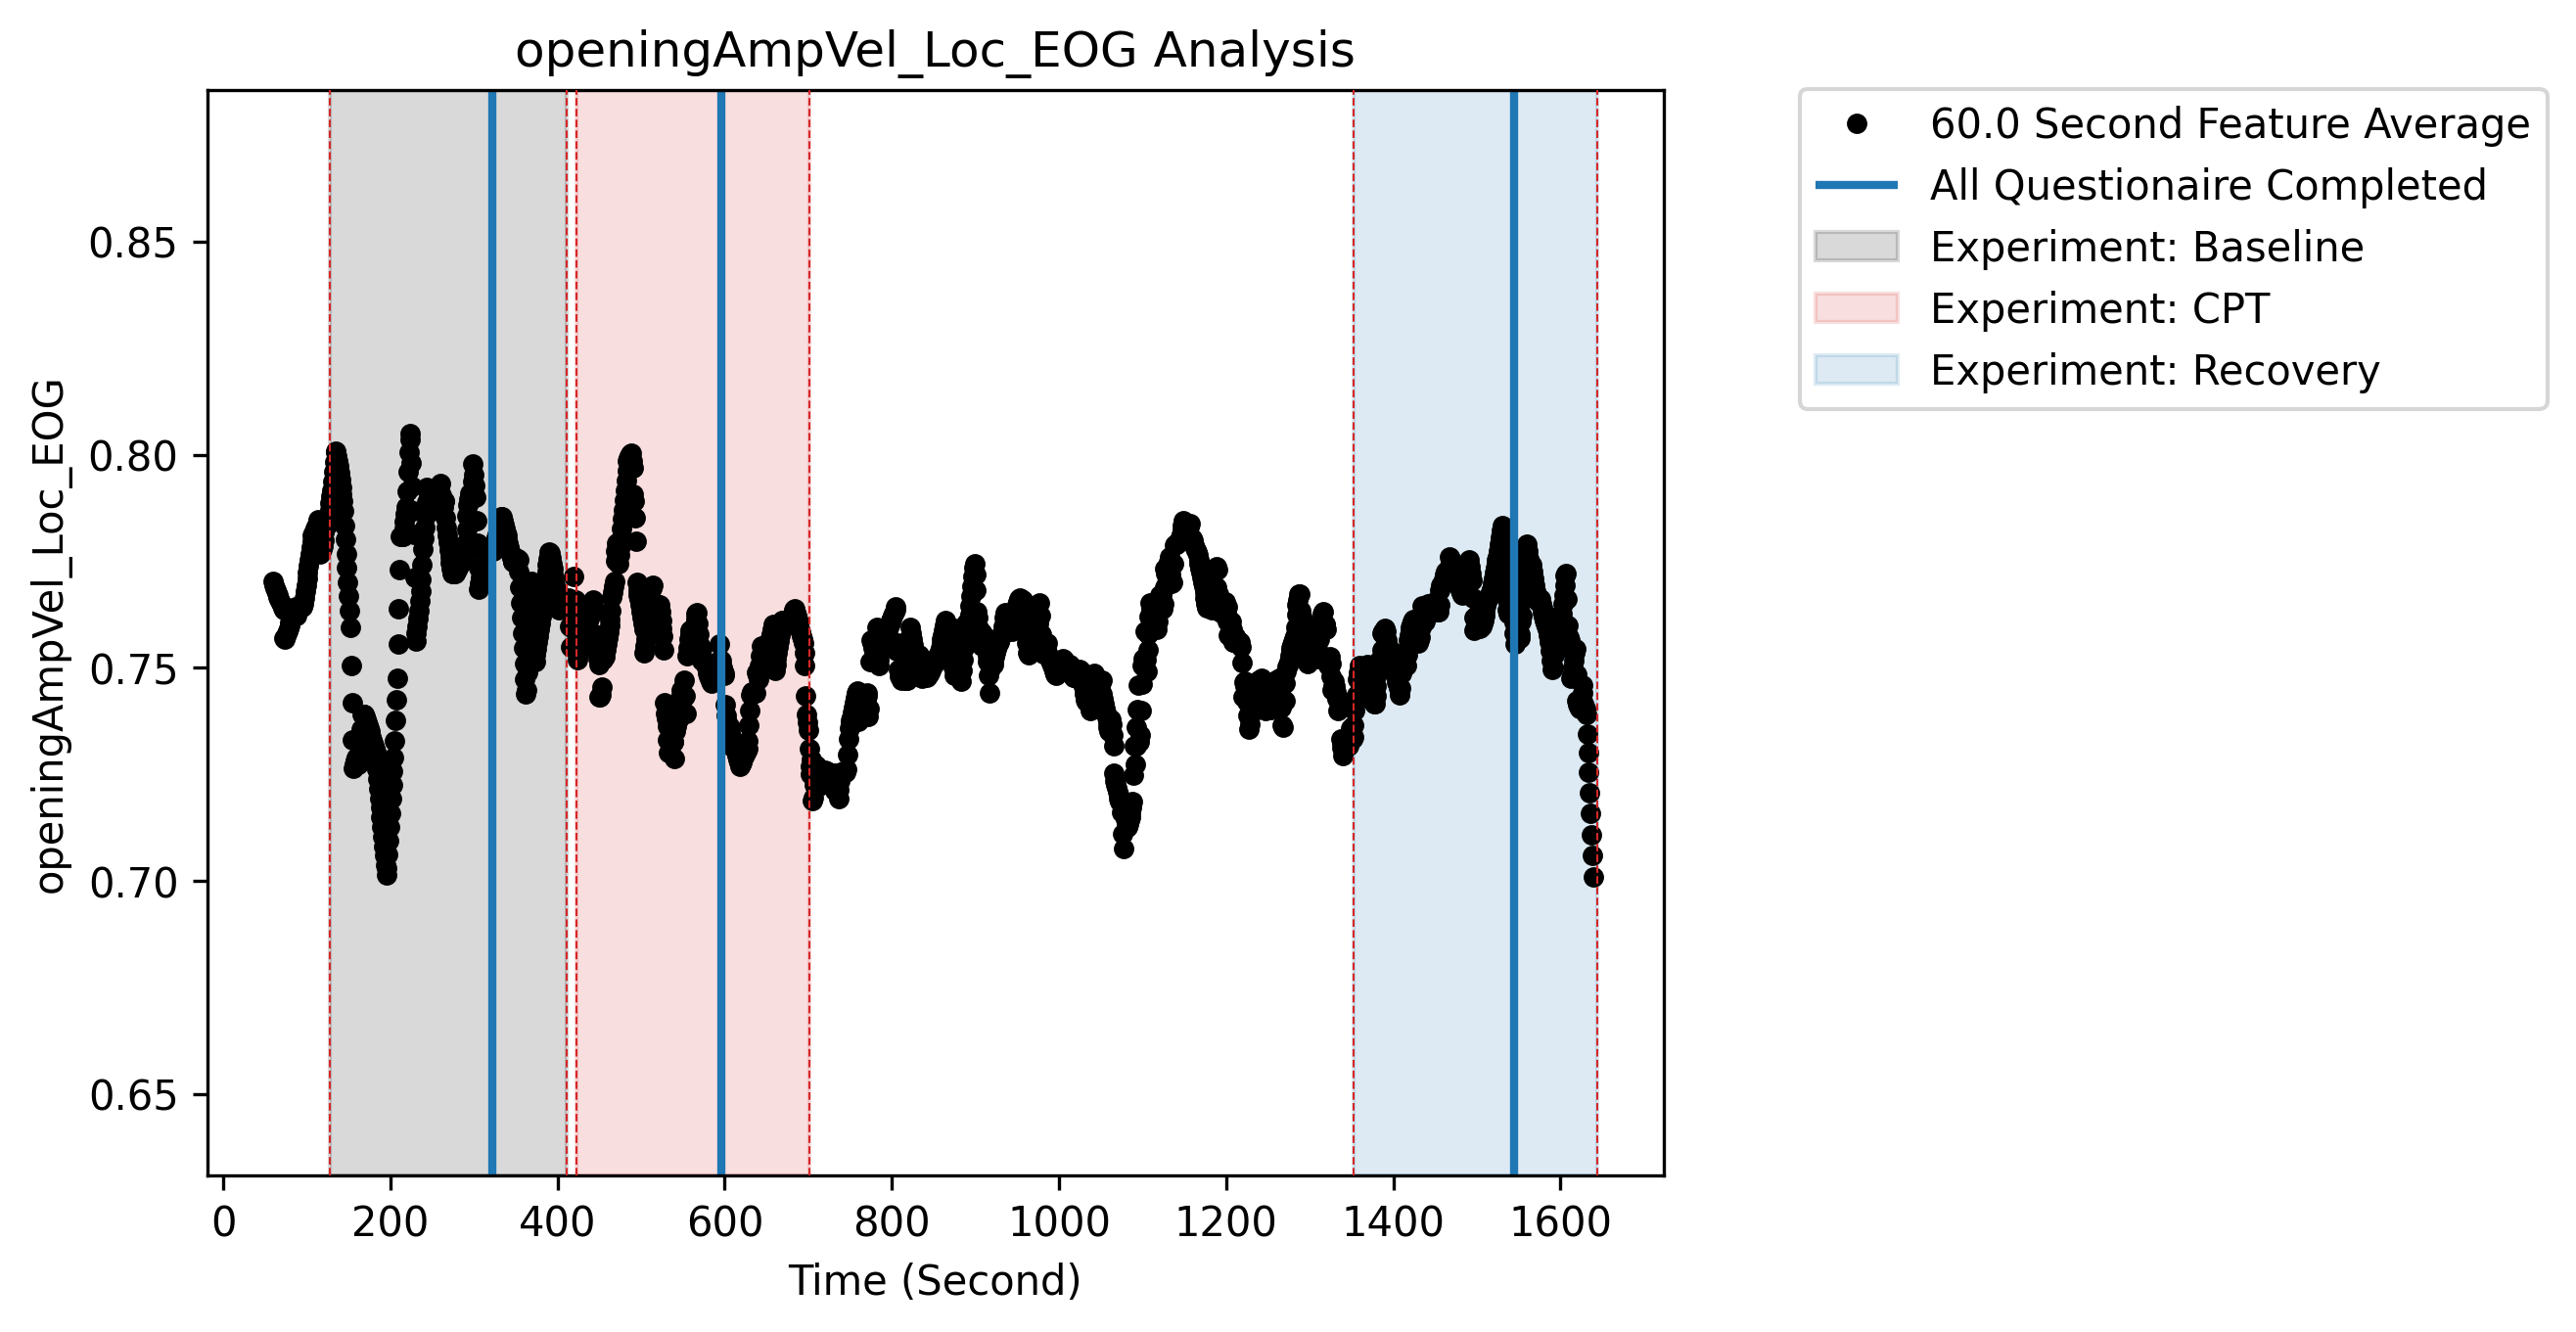 openingAmpVel_Loc_EOG Analysis
openingAmpVel_Loc_EOG
0.85
0.80
0.75
0.70
0.65
0 200 400 600 800 1000 1200 1400 1600
Time (Second)
60.0 Second Feature Average
All Questionaire Completed
Experiment: Baseline
Experiment: CPT
Experiment: Recovery